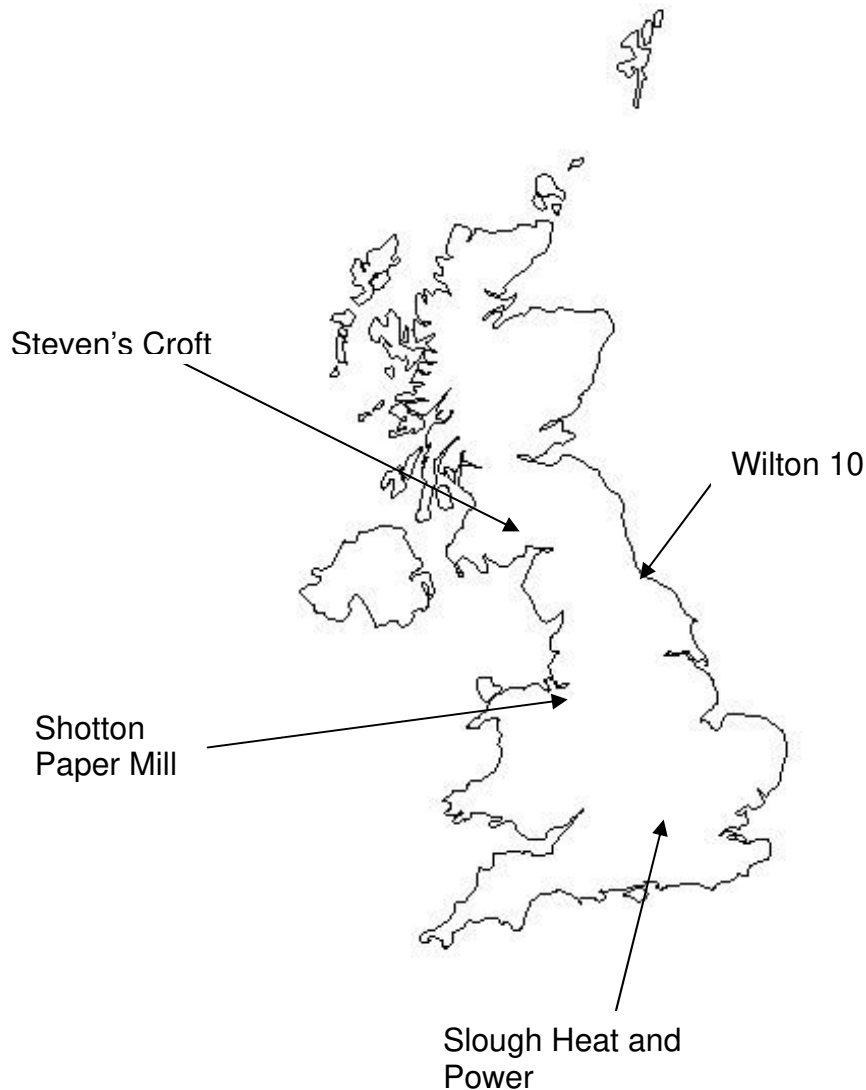 Steven’s Croft
Wilton 10
Shotton
Paper Mill
Slough Heat and
Power